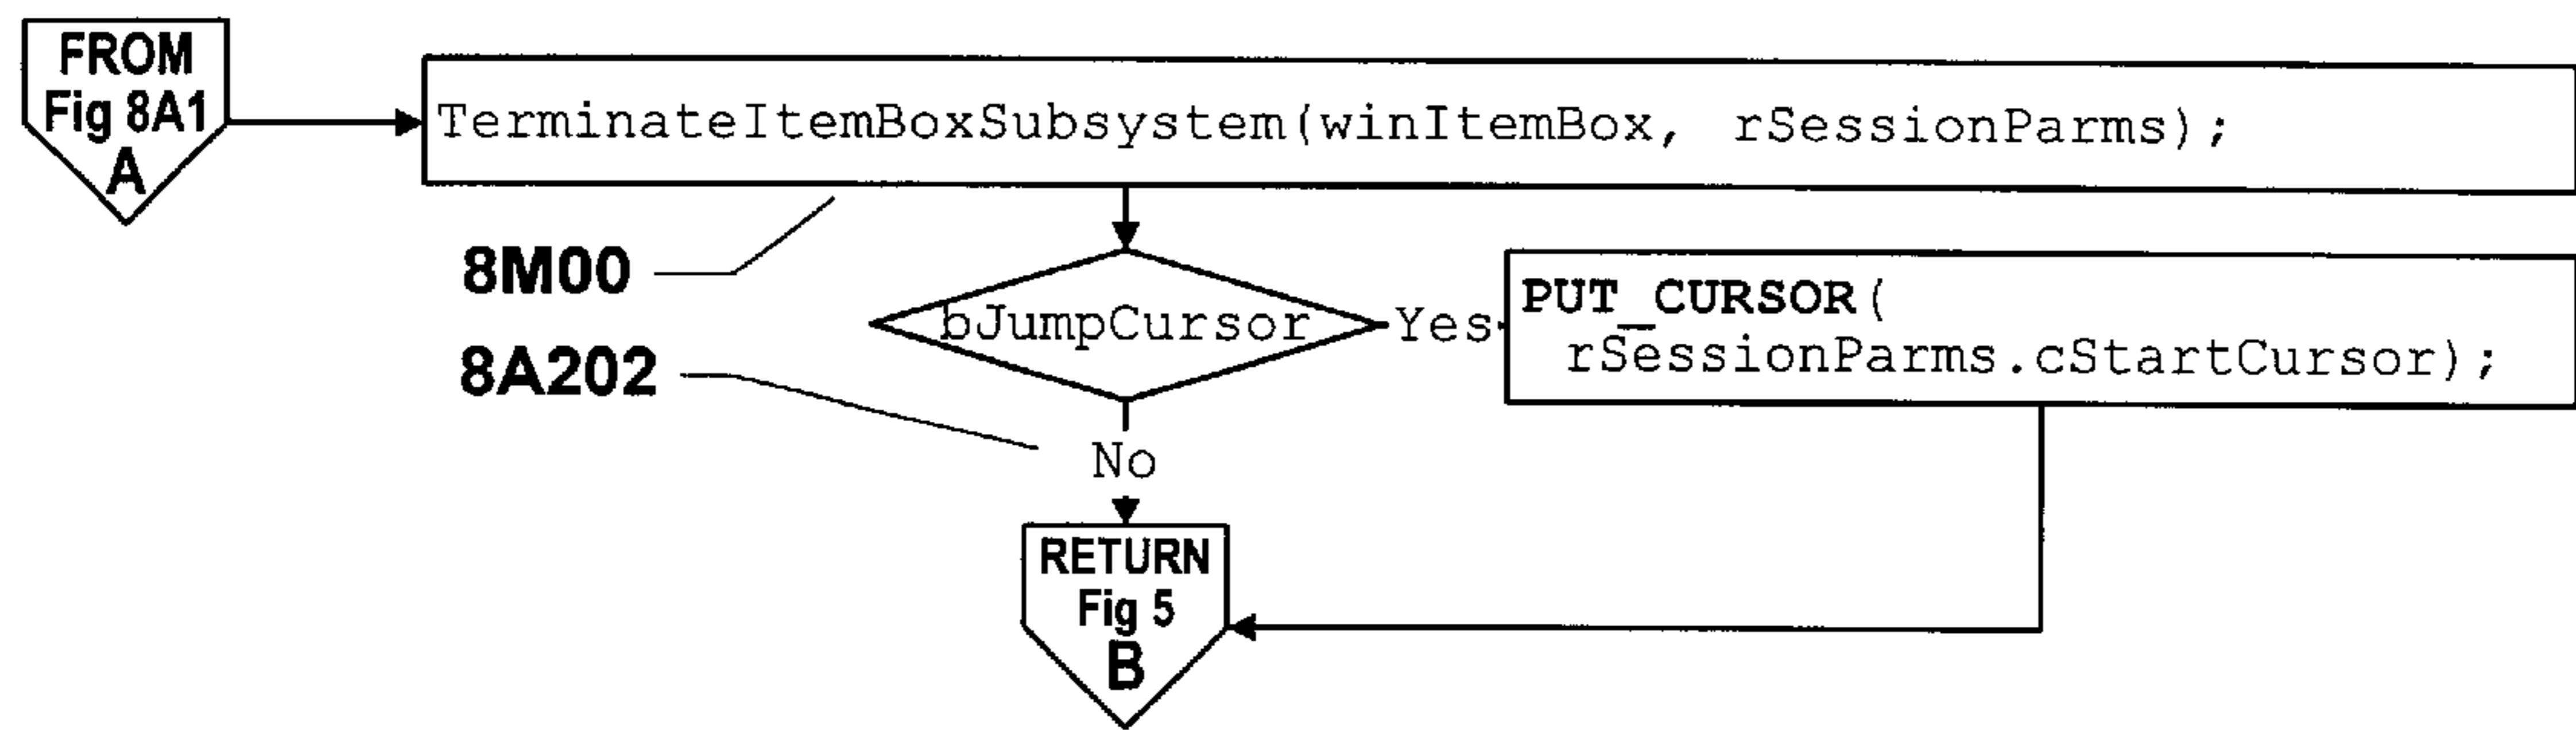 FROM
Fig 8A1
A
TerminateItemBoxSubsystem(winItemBox, rSessionParms);
8M00
bJumpCursor
Yes
PUT_CURSOR(
rSessionParms.cStartCursor);
8A202
No
RETURN
Fig 5
B